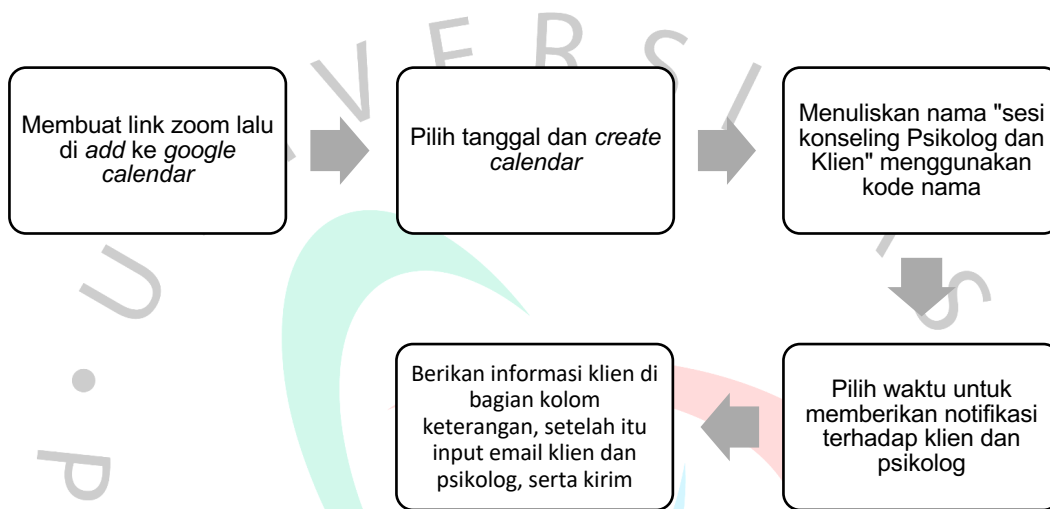 Membuat link zoom lalu
di add ke google
calendar
Pilih tanggal dan create
calendar
Menuliskan nama "sesi
konseling Psikolog dan
Klien" menggunakan
kode nama
Pilih waktu untuk
memberikan notifikasi
terhadap klien dan
psikolog
Berikan informasi klien di
bagian kolom
keterangan, setelah itu
input email klien dan
psikolog, serta kirim